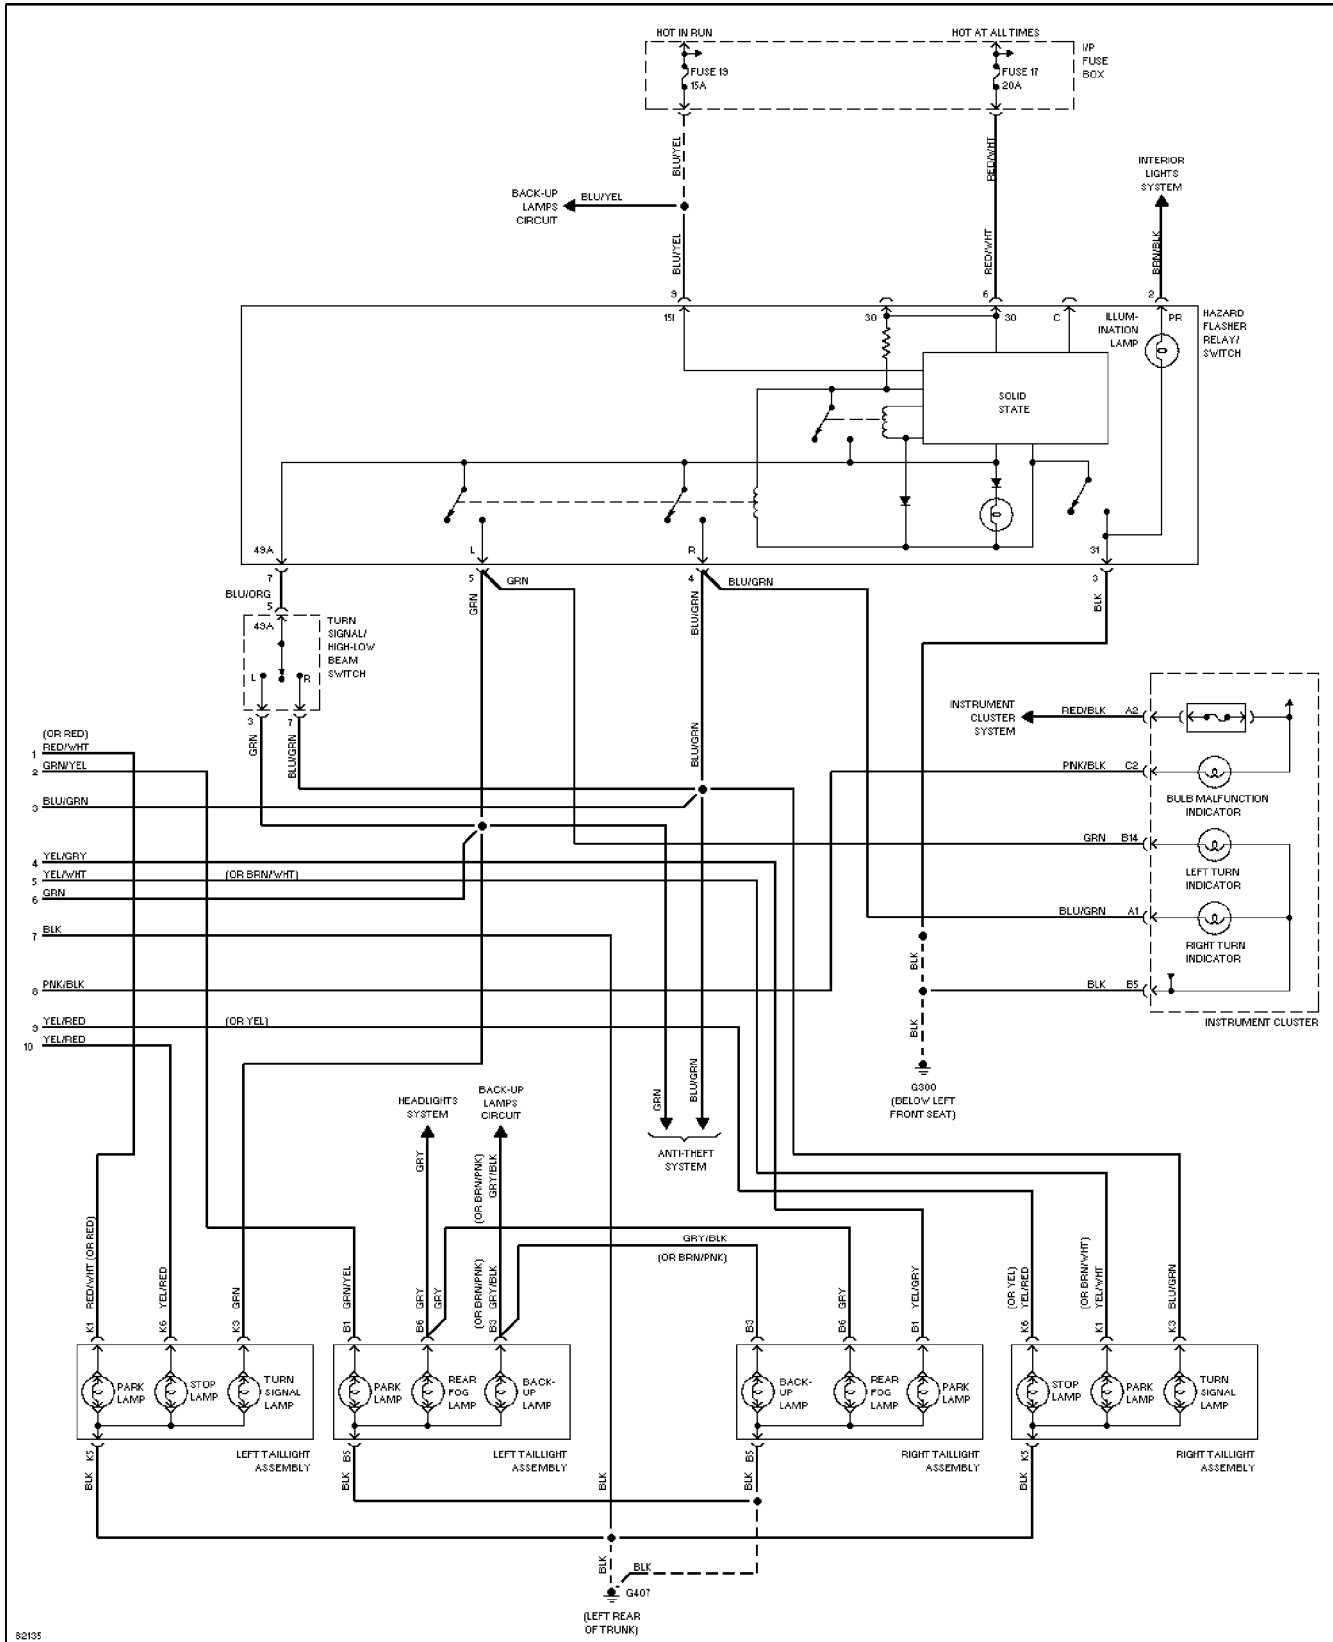 HOT IN RUN
HOT AT ALL TIMES
I/P
FUSE
BOX
FUSE 19
15A
FUSE 17
20A
BLU/YEL
RED/WHT
INTERIOR
LIGHTS
SYSTEM
BACK-UP
LAMPS
CIRCUIT
BLU/YEL
BLU/YEL
RED/WHT
BRN/BLK
9
6
2
15I
30
30
C
ILLUM-
INATION
LAMP
PR
HAZARD
FLASHER
RELAY/
SWITCH
SOLID
STATE
49A
L
R
31
7
5
4
3
GRN
BLU/GRN
BLU/ORG
GRN
BLU/GRN
BLK
5
49A
TURN
SIGNAL/
HIGH-LOW
BEAM
SWITCH
L
R
3
7
GRN
BLU/GRN
BLU/GRN
INSTRUMENT
CLUSTER
SYSTEM
RED/BLK
A2
PNK/BLK
C2
BULB MALFUNCTION
INDICATOR
GRN
B14
LEFT TURN
INDICATOR
BLU/GRN
A1
RIGHT TURN
INDICATOR
BLK
B5
INSTRUMENT CLUSTER
(OR RED)
1 RED/WHT
2 GRN/YEL
3 BLU/GRN
4 YEL/GRY
5 YEL/WHT (OR BRN/WHT)
6 GRN
7 BLK
8 PNK/BLK
9 YEL/RED (OR YEL)
10 YEL/RED
BLK
BLK
G300
(BELOW LEFT
FRONT SEAT)
GRN
BLU/GRN
ANTI-THEFT
SYSTEM
HEADLIGHTS
SYSTEM
BACK-UP
LAMPS
CIRCUIT
GRY
(OR BRN/PNK)
GRY/BLK
GRY/BLK
(OR BRN/PNK)
K1 RED/WHT (OR RED)
K6 YEL/RED
K3 GRN
B1 GRN/YEL
B6 GRY
GRY
(OR BRN/PNK)
B3 GRY/BLK
B3
B6 GRY
B1 YEL/GRY
(OR YEL)
K6 YEL/RED
(OR BRN/WHT)
K1 YEL/WHT
K3 BLU/GRN
PARK
LAMP
STOP
LAMP
TURN
SIGNAL
LAMP
PARK
LAMP
REAR
FOG
LAMP
BACK-
UP
LAMP
BACK-
UP
LAMP
REAR
FOG
LAMP
PARK
LAMP
STOP
LAMP
PARK
LAMP
TURN
SIGNAL
LAMP
LEFT TAILLIGHT
ASSEMBLY
LEFT TAILLIGHT
ASSEMBLY
RIGHT TAILLIGHT
ASSEMBLY
RIGHT TAILLIGHT
ASSEMBLY
BLK K5
BLK B5
BLK
BLK B5
BLK K5
BLK
BLK
G407
(LEFT REAR
OF TRUNK)
82135